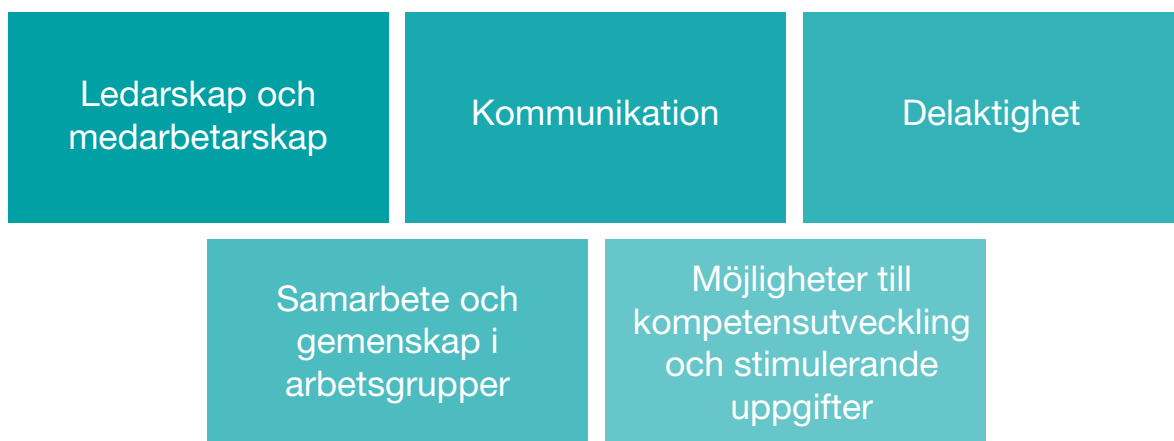 Ledarskap och
medarbetarskap
Kommunikation
Delaktighet
Samarbete och
gemenskap i
arbetsgrupper
Möjligheter till
kompetensutveckling
och stimulerande
uppgifter